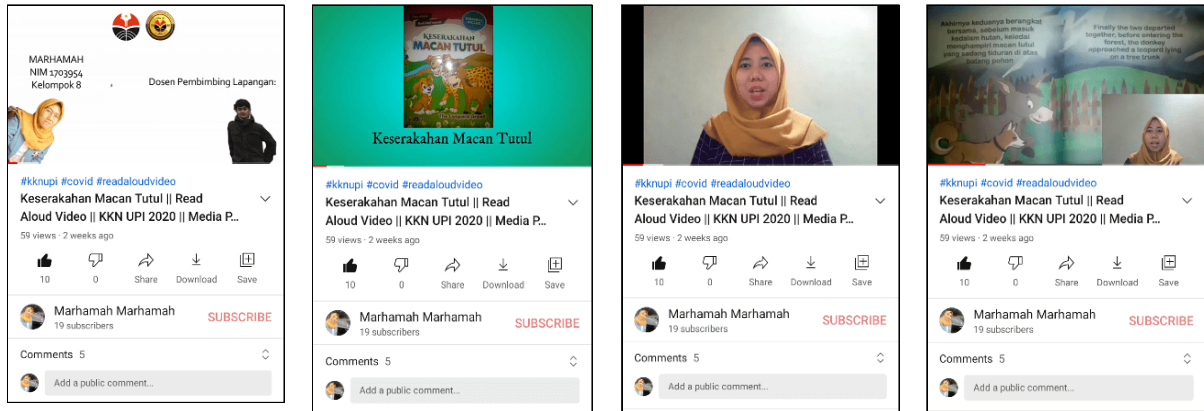 MARHAMAH
NIM 1703954
Kelompok 8
Dosen Pembimbing Lapangan:
#kknupi #covid #readaloudvideo
Keserakahan Macan Tutul || Read
Aloud Video || KKN UPI 2020 || Media P...
59 views · 2 weeks ago
10
0
Share
Download
Save
Marhamah Marhamah
19 subscribers
SUBSCRIBE
Comments 5
Add a public comment...
KESERAKAHAN
MACAN TUTUL
Keserakahan Macan Tutul
#kknupi #covid #readaloudvideo
Keserakahan Macan Tutul || Read
Aloud Video || KKN UPI 2020 || Media P...
59 views · 2 weeks ago
10
0
Share
Download
Save
Marhamah Marhamah
19 subscribers
SUBSCRIBE
Comments 5
Add a public comment...
#kknupi #covid #readaloudvideo
Keserakahan Macan Tutul || Read
Aloud Video || KKN UPI 2020 || Media P...
59 views · 2 weeks ago
10
0
Share
Download
Save
Marhamah Marhamah
19 subscribers
SUBSCRIBE
Comments 5
Add a public comment...
Akhirnya keduanya berangkat
bersama, sebelum masuk
kedalam hutan, keledai
menghampiri macan tutul
yang sedang tiduran di atas
batang pohon
Finally the two departed
together, before entering the
forest, the donkey
approached a leopard lying
on a tree trunk
#kknupi #covid #readaloudvideo
Keserakahan Macan Tutul || Read
Aloud Video || KKN UPI 2020 || Media P...
59 views · 2 weeks ago
10
0
Share
Download
Save
Marhamah Marhamah
19 subscribers
SUBSCRIBE
Comments 5
Add a public comment...